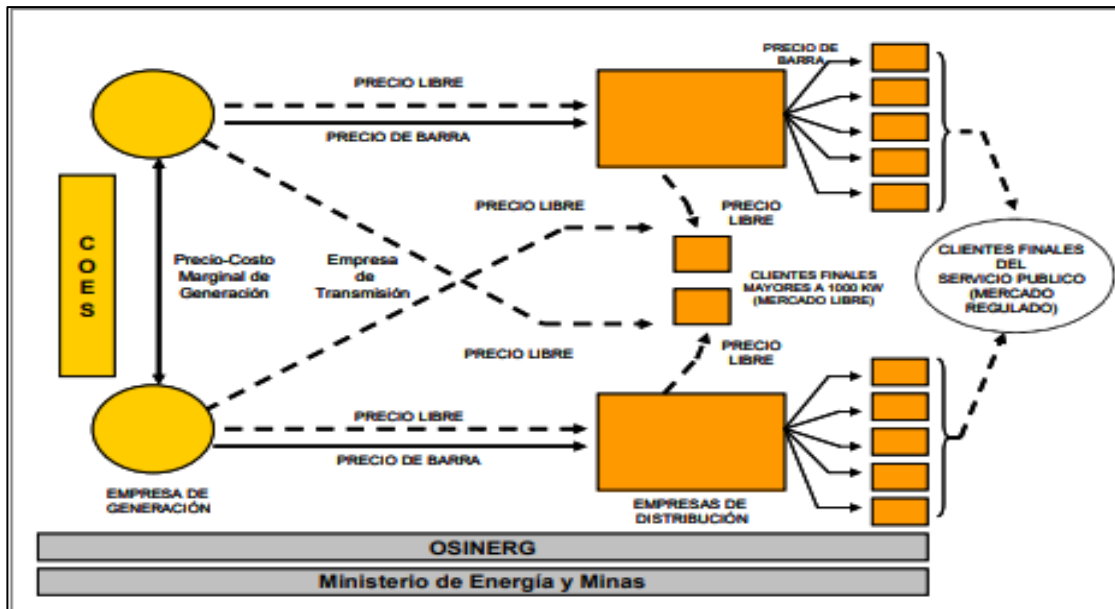 PRECIO LIBRE
PRECIO DE BARRA
PRECIO DE
BARRA
COES
Precio-Costo
Marginal de
Generación
Empresa
de
Transmisión
PRECIO LIBRE
PRECIO LIBRE
PRECIO
LIBRE
CLIENTES FINALES
MAYORES A 1000 KW
(MERCADO LIBRE)
PRECIO
LIBRE
CLIENTES FINALES
DEL
SERVICIO PUBLICO
(MERCADO
REGULADO)
PRECIO LIBRE
PRECIO DE BARRA
EMPRESA DE
GENERACIÓN
EMPRESAS DE
DISTRIBUCIÓN
OSINERG
Ministerio de Energía y Minas